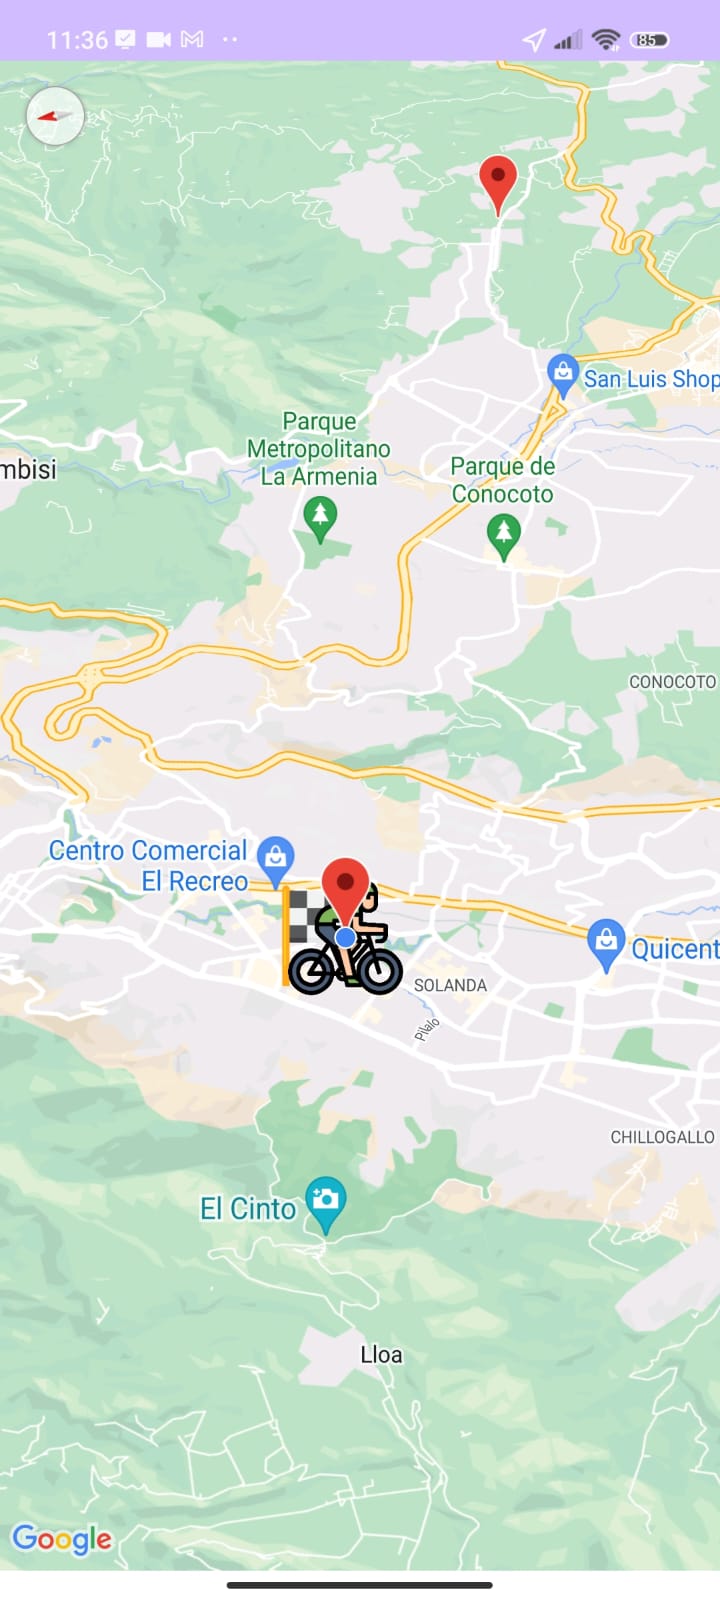 11:36
85
San Luis Shop
Parque
Metropolitano
La Armenia
mbisi
Parque de
Conocoto
CONOCOTO
Centro Comercial
El Recreo
Quicent
SOLANDA
Pilalo
CHILLOGALLO
El Cinto
Lloa
Google